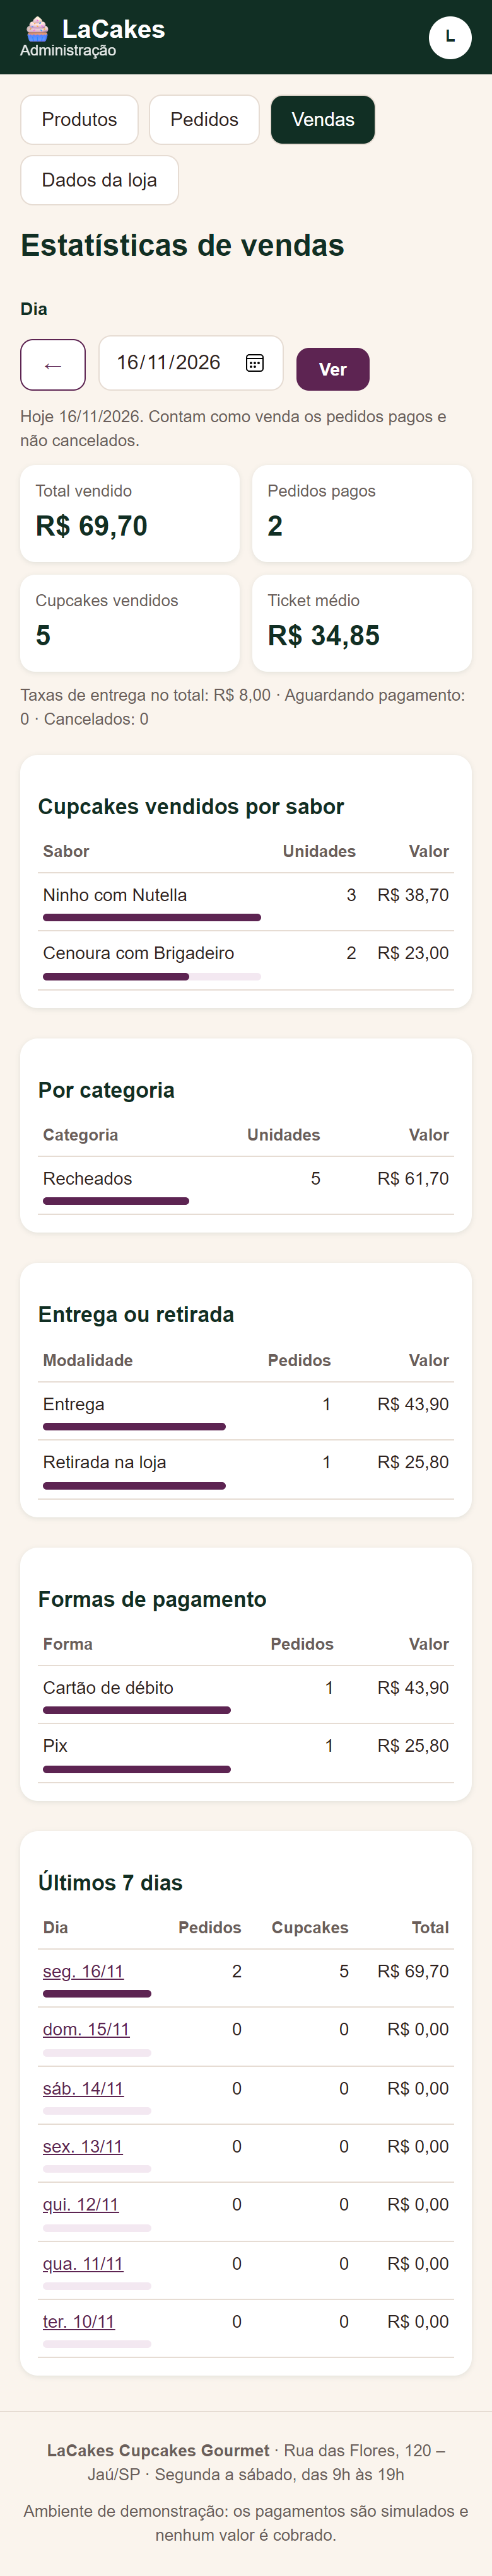 LaCakes
Administração
L
Produtos
Pedidos
Vendas
Dados da loja
Estatísticas de vendas
Dia
←
16/11/2026
Ver
Hoje 16/11/2026. Contam como venda os pedidos pagos e
não cancelados.
Total vendido
R$ 69,70
Pedidos pagos
2
Cupcakes vendidos
5
Ticket médio
R$ 34,85
Taxas de entrega no total: R$ 8,00 · Aguardando pagamento:
0 · Cancelados: 0
Cupcakes vendidos por sabor
Sabor Unidades Valor
Ninho com Nutella 3 R$ 38,70
Cenoura com Brigadeiro 2 R$ 23,00
Por categoria
Categoria Unidades Valor
Recheados 5 R$ 61,70
Entrega ou retirada
Modalidade Pedidos Valor
Entrega 1 R$ 43,90
Retirada na loja 1 R$ 25,80
Formas de pagamento
Forma Pedidos Valor
Cartão de débito 1 R$ 43,90
Pix 1 R$ 25,80
Últimos 7 dias
Dia Pedidos Cupcakes Total
seg. 16/11 2 5 R$ 69,70
dom. 15/11 0 0 R$ 0,00
sáb. 14/11 0 0 R$ 0,00
sex. 13/11 0 0 R$ 0,00
qui. 12/11 0 0 R$ 0,00
qua. 11/11 0 0 R$ 0,00
ter. 10/11 0 0 R$ 0,00
LaCakes Cupcakes Gourmet · Rua das Flores, 120 –
Jaú/SP · Segunda a sábado, das 9h às 19h
Ambiente de demonstração: os pagamentos são simulados e
nenhum valor é cobrado.